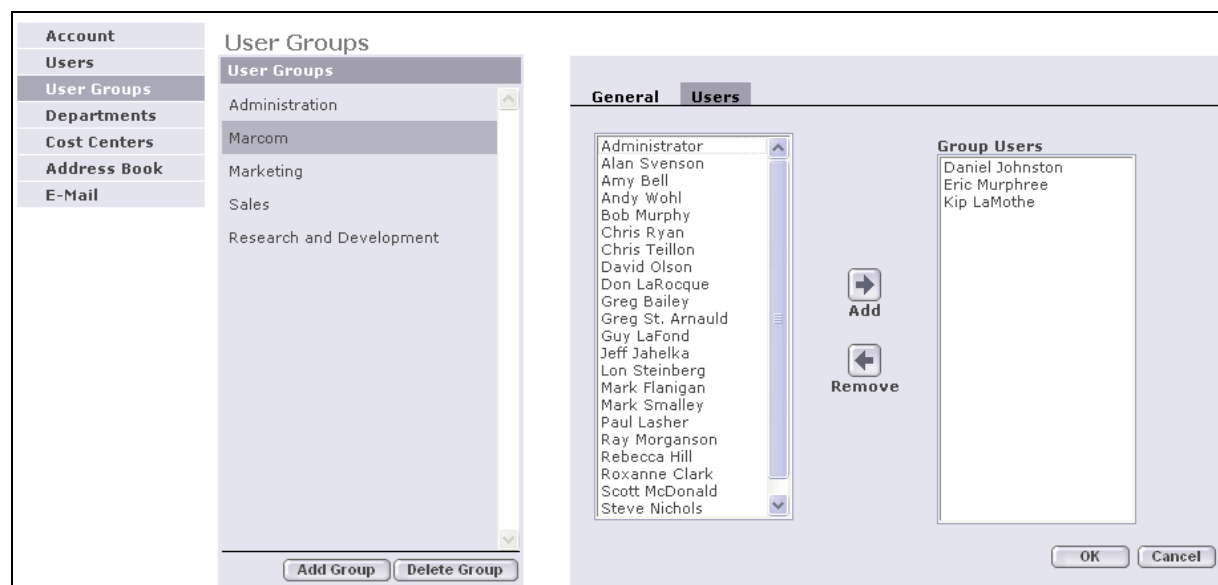 Account
Users
User Groups
Departments
Cost Centers
Address Book
E-Mail
User Groups
User Groups
Administration
Marcom
Marketing
Sales
Research and Development
Add Group
Delete Group
General
Users
Administrator
Alan Svenson
Amy Bell
Andy Wohl
Bob Murphy
Chris Ryan
Chris Teillon
David Olson
Don LaRocque
Greg Bailey
Greg St. Arnauld
Guy LaFond
Jeff Jahelka
Lon Steinberg
Mark Flanigan
Mark Smalley
Paul Lasher
Ray Morganson
Rebecca Hill
Roxanne Clark
Scott McDonald
Steve Nichols
Add
Remove
Group Users
Daniel Johnston
Eric Murphree
Kip LaMothe
OK
Cancel